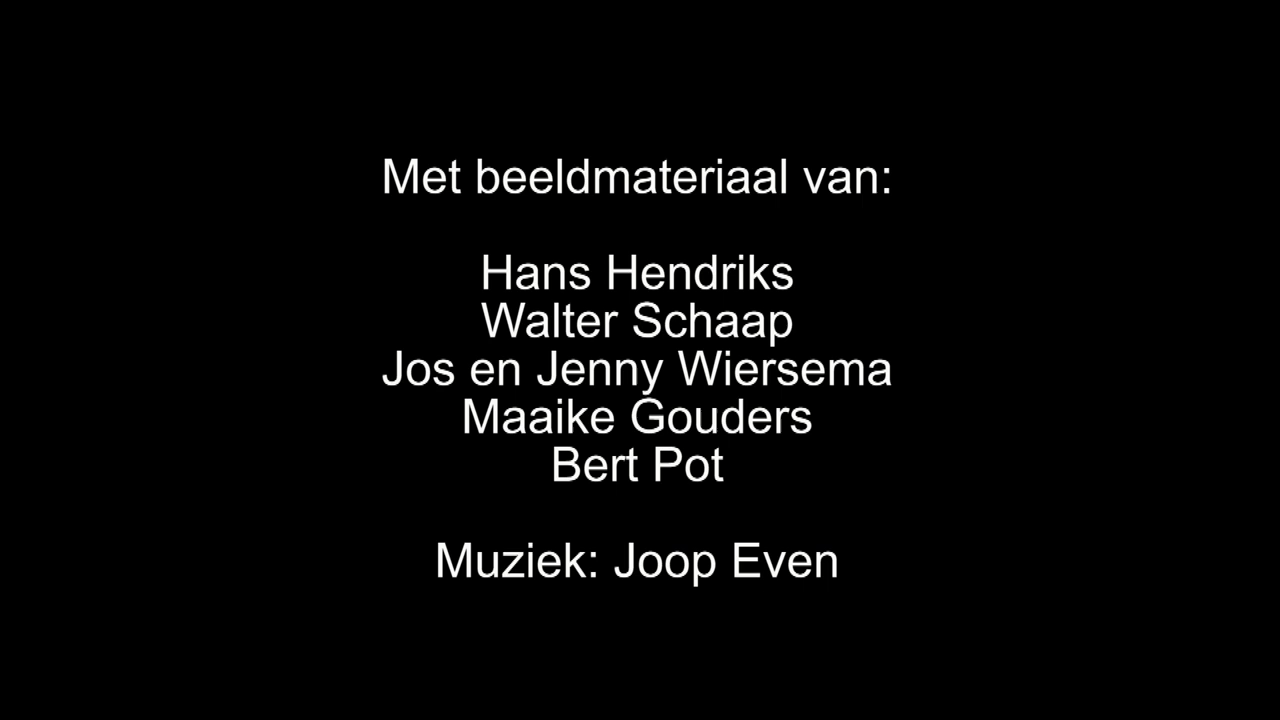 Met beeldmateriaal van:
Hans Hendriks
Walter Schaap
Jos en Jenny Wiersema
Maaike Gouders
Bert Pot
Muziek: Joop Even